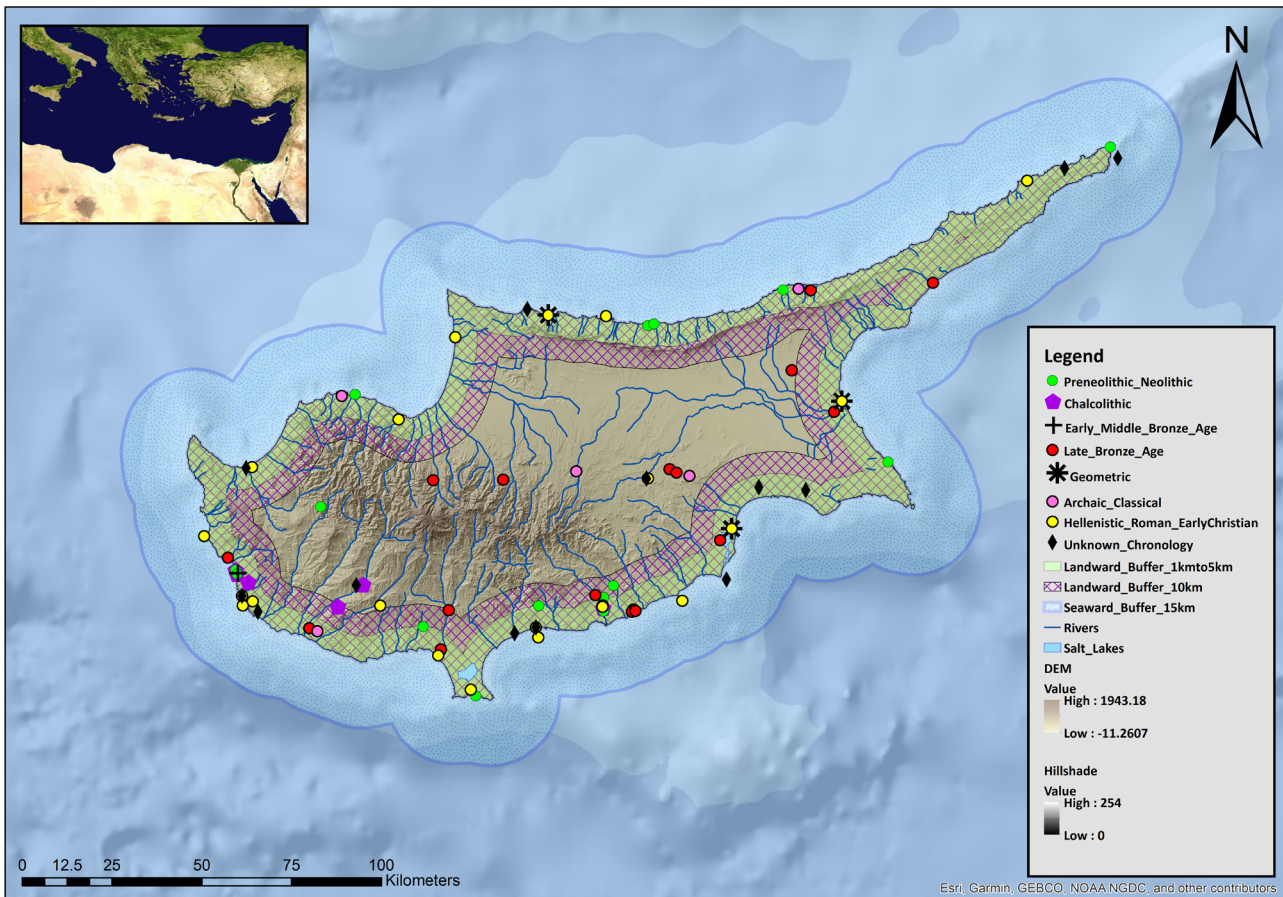 N
Legend
Preneolithic_Neolithic
Chalcolithic
Early_Middle_Bronze_Age
Late_Bronze_Age
Geometric
Archaic_Classical
Hellenistic_Roman_EarlyChristian
Unknown_Chronology
Landward_Buffer_1kmto5km
Landward_Buffer_10km
Seaward_Buffer_15km
Rivers
Salt_Lakes
DEM
Value
High : 1943.18
Low : -11.2607
Hillshade
Value
High : 254
Low : 0
0 12.5 25 50 75 100
Kilometers
Esri, Garmin, GEBCO, NOAA NGDC, and other contributors